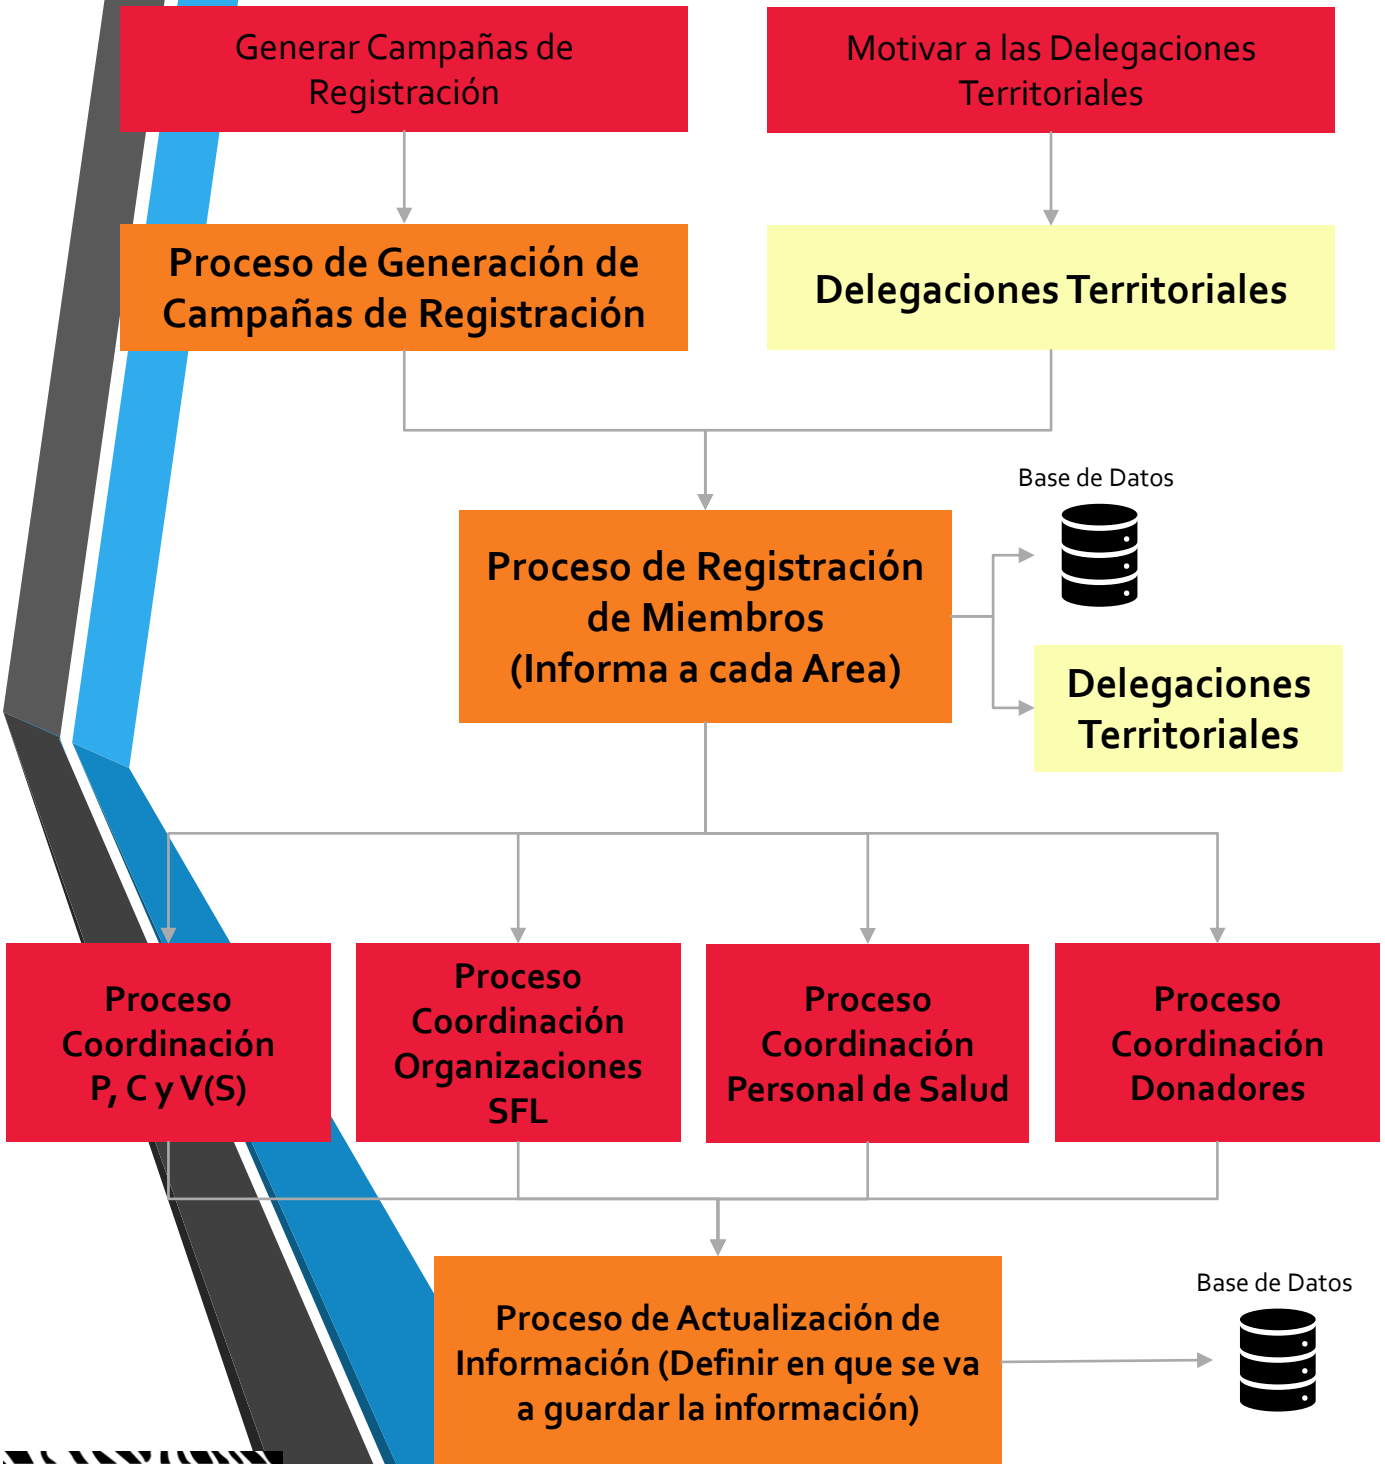 Generar Campañas de
Registración
Motivar a las Delegaciones
Territoriales
Proceso de Generación de
Campañas de Registración
Delegaciones Territoriales
Base de Datos
Proceso de Registración
de Miembros
(Informa a cada Area)
Delegaciones
Territoriales
Proceso
Coordinación
P, C y V(S)
Proceso
Coordinación
Organizaciones
SFL
Proceso
Coordinación
Personal de Salud
Proceso
Coordinación
Donadores
Proceso de Actualización de
Información (Definir en que se va
a guardar la información)
Base de Datos